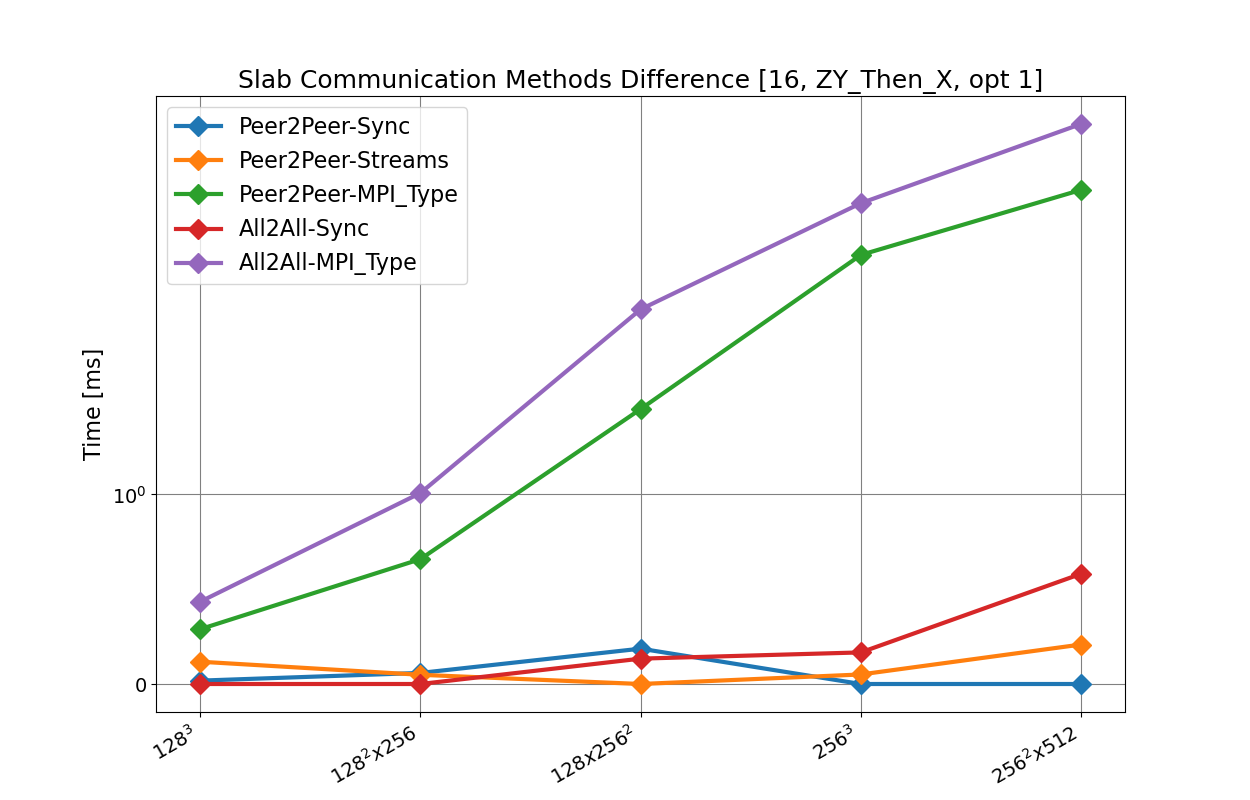 Slab Communication Methods Difference [16, ZY_Then_X, opt 1]
Peer2Peer-Sync
Peer2Peer-Streams
Peer2Peer-MPI_Type
All2All-Sync
All2All-MPI_Type
Time [ms]
10⁰
0
128³
128²x256
128x256²
256³
256²x512